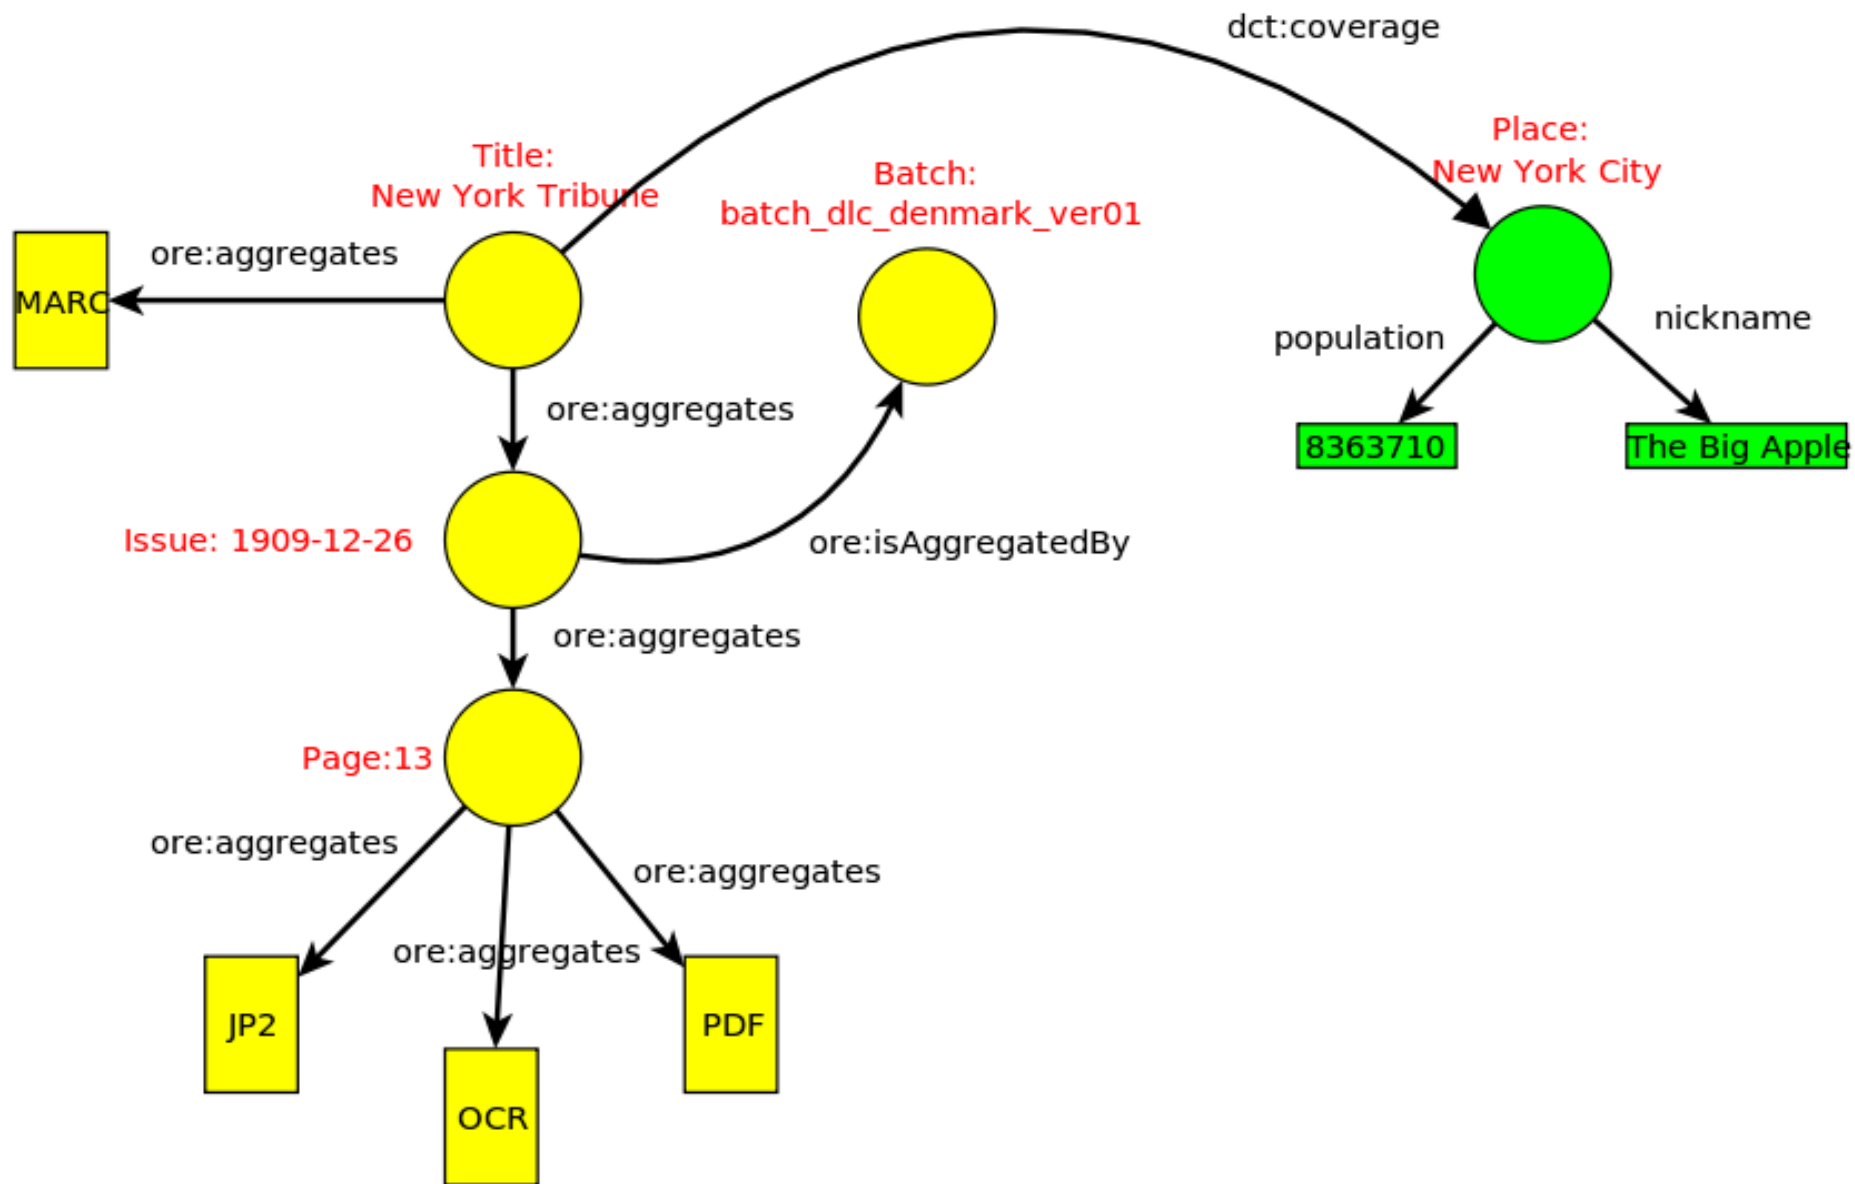 dct:coverage
Place:
New York City
Title:
New York Tribune
Batch:
batch_dlc_denmark_ver01
ore:aggregates
MARC
nickname
population
ore:aggregates
8363710
The Big Apple
Issue: 1909-12-26
ore:isAggregatedBy
ore:aggregates
Page:13
ore:aggregates
ore:aggregates
ore:aggregates
JP2
PDF
OCR